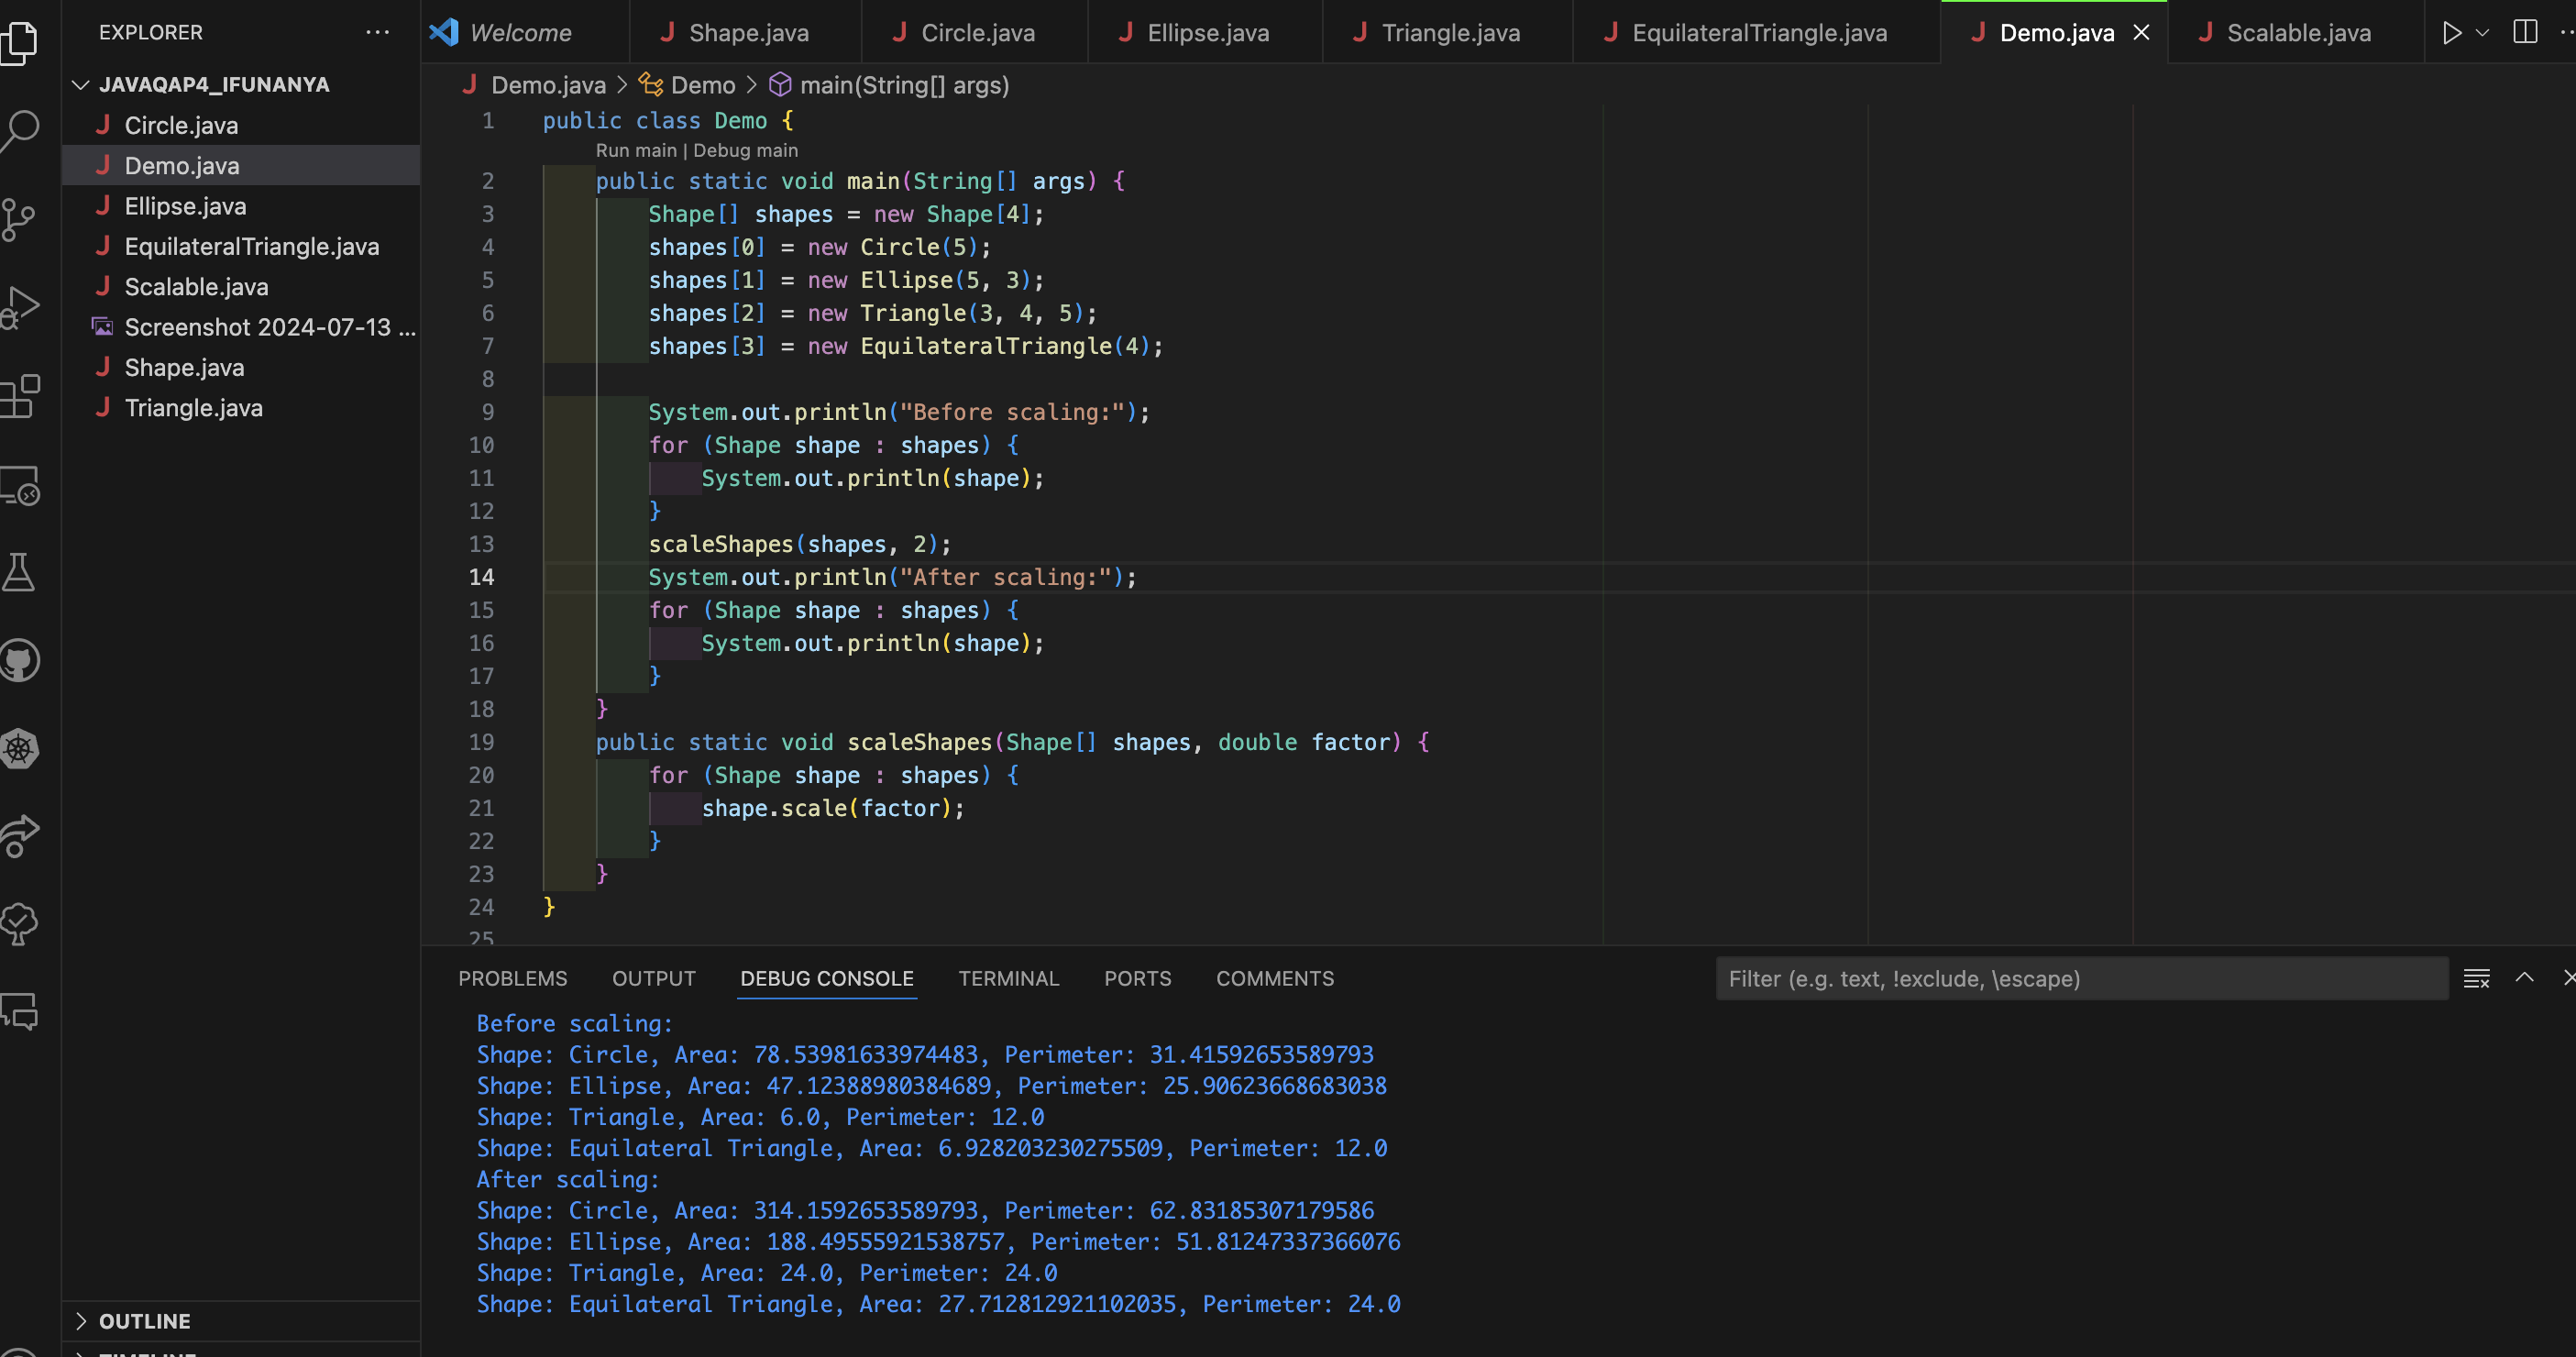 EXPLORER
JAVAQAP4_IFUNANYA
Circle.java
Demo.java
Ellipse.java
EquilateralTriangle.java
Scalable.java
Screenshot 2024-07-13 ...
Shape.java
Triangle.java
OUTLINE
TIMELINE
Welcome
Shape.java
Circle.java
Ellipse.java
Triangle.java
EquilateralTriangle.java
Demo.java
Scalable.java
Demo.java > Demo > main(String[] args)
1 public class Demo {
Run main | Debug main
2 public static void main(String[] args) {
3 Shape[] shapes = new Shape[4];
4 shapes[0] = new Circle(5);
5 shapes[1] = new Ellipse(5, 3);
6 shapes[2] = new Triangle(3, 4, 5);
7 shapes[3] = new EquilateralTriangle(4);
8
9 System.out.println("Before scaling:");
10 for (Shape shape : shapes) {
11 System.out.println(shape);
12 }
13 scaleShapes(shapes, 2);
14 System.out.println("After scaling:");
15 for (Shape shape : shapes) {
16 System.out.println(shape);
17 }
18 }
19 public static void scaleShapes(Shape[] shapes, double factor) {
20 for (Shape shape : shapes) {
21 shape.scale(factor);
22 }
23 }
24 }
25
PROBLEMS OUTPUT DEBUG CONSOLE TERMINAL PORTS COMMENTS
Filter (e.g. text, !exclude, \escape)
Before scaling:
Shape: Circle, Area: 78.53981633974483, Perimeter: 31.41592653589793
Shape: Ellipse, Area: 47.12388980384689, Perimeter: 25.90623668683038
Shape: Triangle, Area: 6.0, Perimeter: 12.0
Shape: Equilateral Triangle, Area: 6.928203230275509, Perimeter: 12.0
After scaling:
Shape: Circle, Area: 314.1592653589793, Perimeter: 62.83185307179586
Shape: Ellipse, Area: 188.49555921538757, Perimeter: 51.81247337366076
Shape: Triangle, Area: 24.0, Perimeter: 24.0
Shape: Equilateral Triangle, Area: 27.712812921102035, Perimeter: 24.0